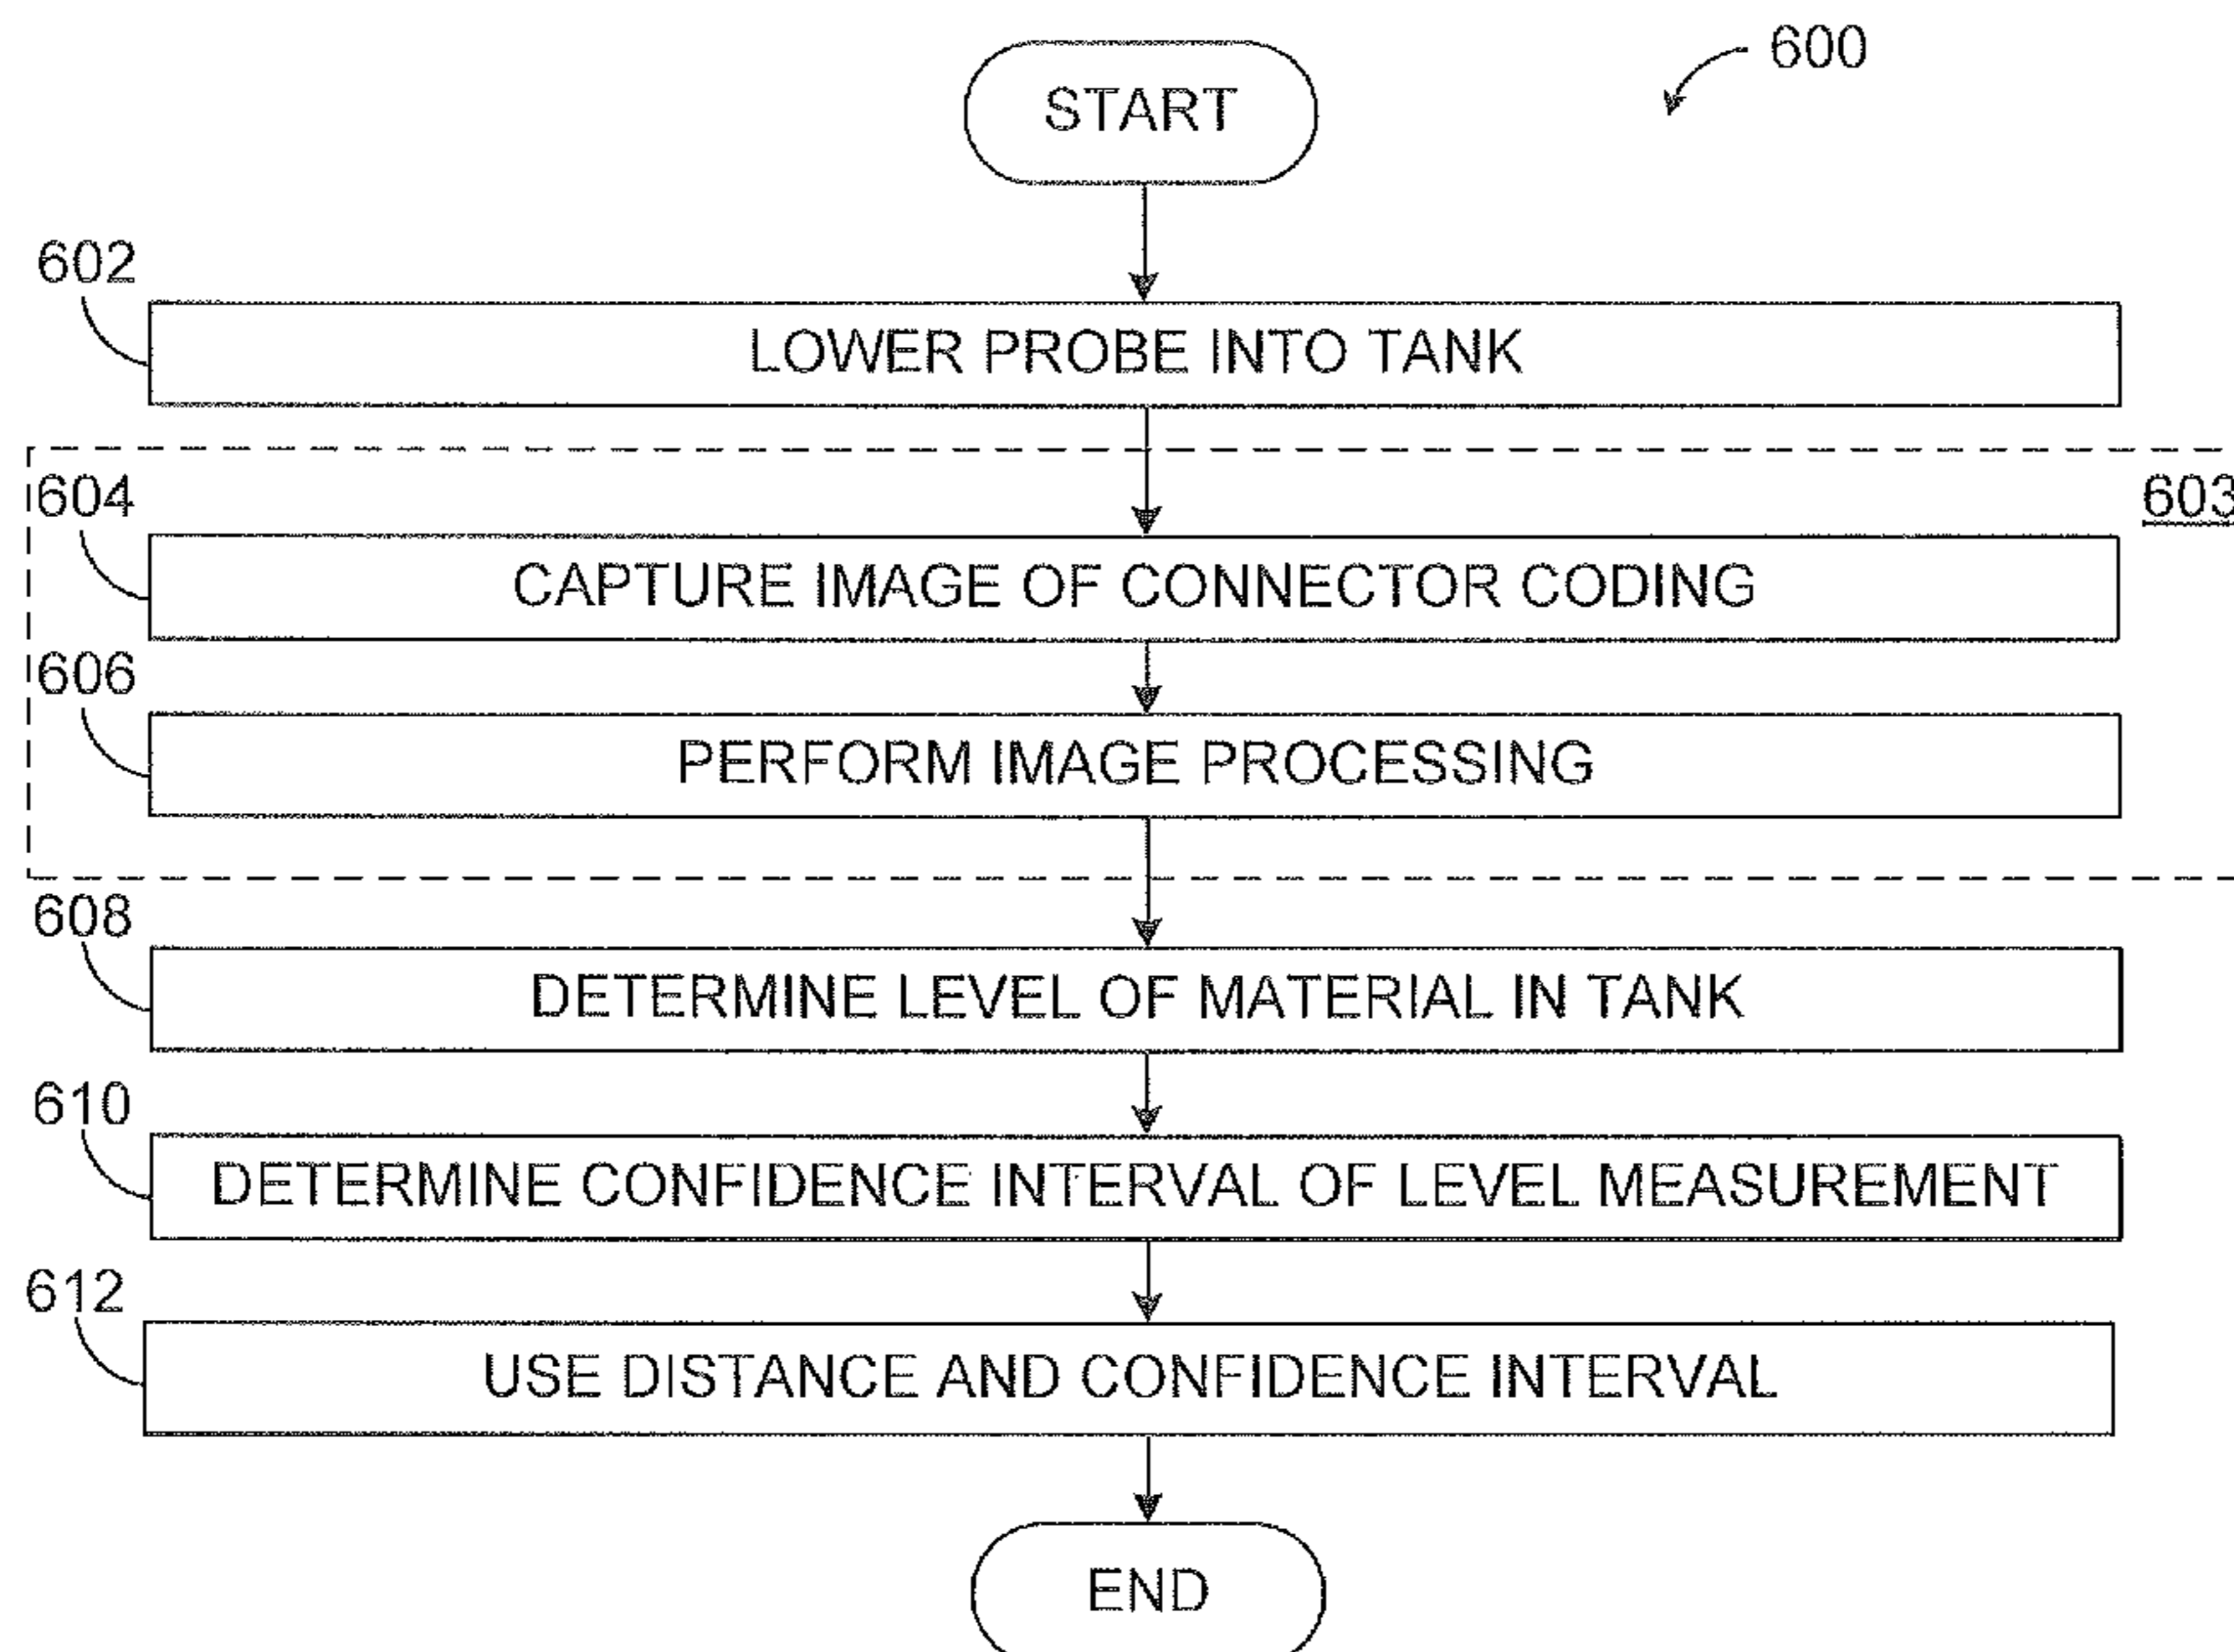 600
START
602
LOWER PROBE INTO TANK
603
604
CAPTURE IMAGE OF CONNECTOR CODING
606
PERFORM IMAGE PROCESSING
608
DETERMINE LEVEL OF MATERIAL IN TANK
610
DETERMINE CONFIDENCE INTERVAL OF LEVEL MEASUREMENT
612
USE DISTANCE AND CONFIDENCE INTERVAL
END